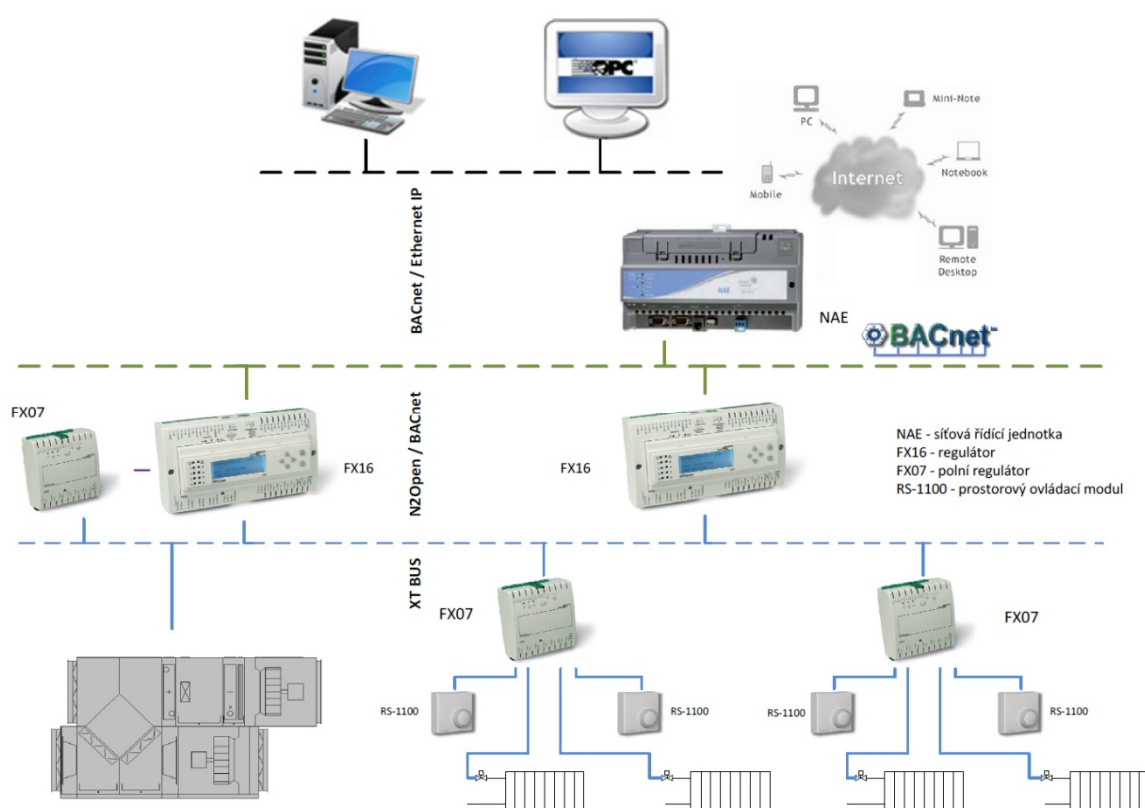 OPC
PC
Mini-Note
Internet
Notebook
Mobile
Remote
Desktop
BACnet / Ethernet IP
NAE
NAE
BACnet
FX07
FX16
N2Open / BACnet
FX16
NAE - síťová řídící jednotka
FX16 - regulátor
FX07 - polní regulátor
RS-1100 - prostorový ovládací modul
XT BUS
FX07
FX07
RS-1100
RS-1100
RS-1100
RS-1100